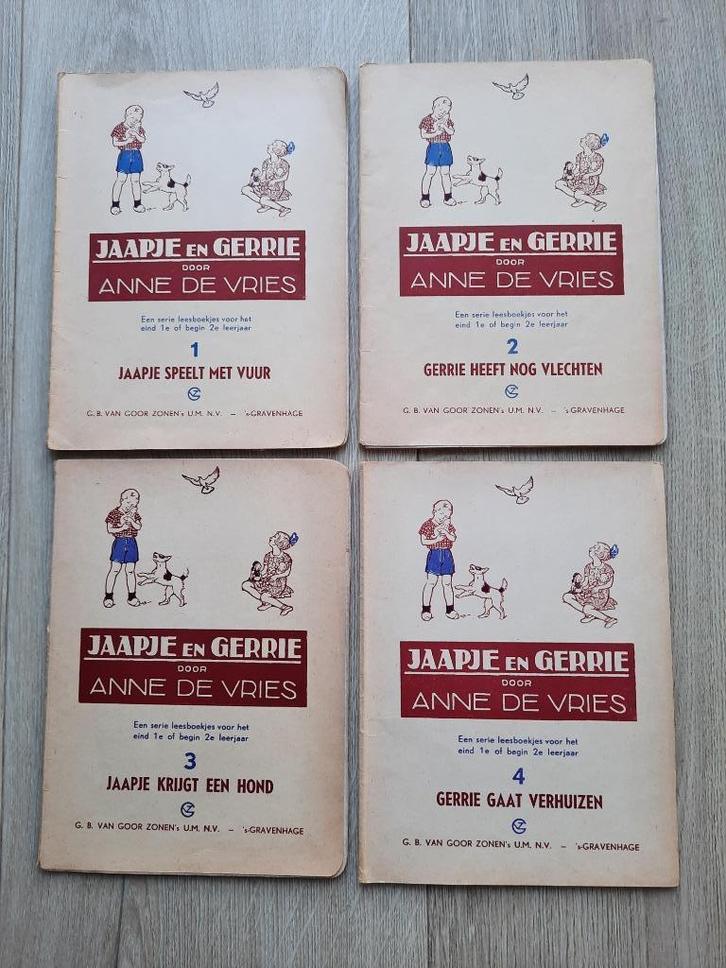 JAAPJE EN GERRIE
DOOR
ANNE DE VRIES
Een serie leesboekjes voor het
eind 1e of begin 2e leerjaar
1
JAAPJE SPEELT MET VUUR
G. B. VAN GOOR ZONEN's U.M. N.V. – 's-GRAVENHAGE
JAAPJE EN GERRIE
DOOR
ANNE DE VRIES
Een serie leesboekjes voor het
eind 1e of begin 2e leerjaar
2
GERRIE HEEFT NOG VLECHTEN
G. B. VAN GOOR ZONEN's U.M. N.V. – 's-GRAVENHAGE
JAAPJE EN GERRIE
DOOR
ANNE DE VRIES
Een serie leesboekjes voor het
eind 1e of begin 2e leerjaar
3
JAAPJE KRIJGT EEN HOND
G. B. VAN GOOR ZONEN's U.M. N.V. – 's-GRAVENHAGE
JAAPJE EN GERRIE
DOOR
ANNE DE VRIES
Een serie leesboekjes voor het
eind 1e of begin 2e leerjaar
4
GERRIE GAAT VERHUIZEN
G. B. VAN GOOR ZONEN's U.M. N.V. – 's-GRAVENHAGE